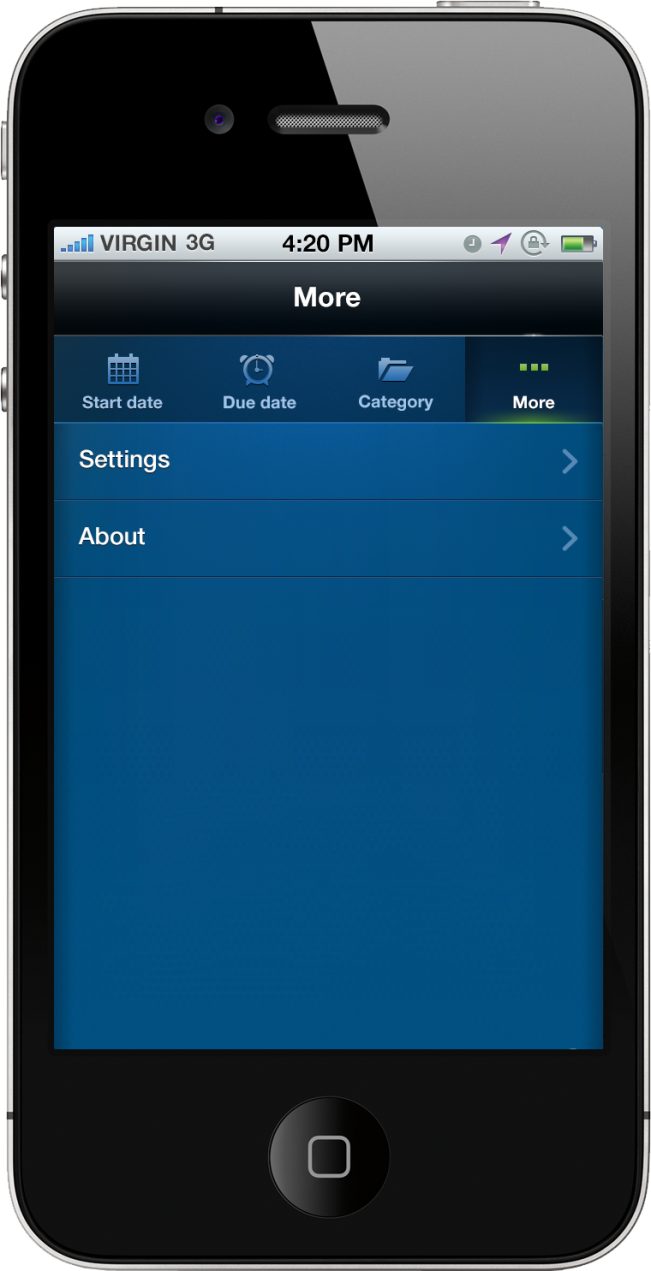 VIRGIN 3G 4:20 PM
More
Start date Due date Category More
Settings
About